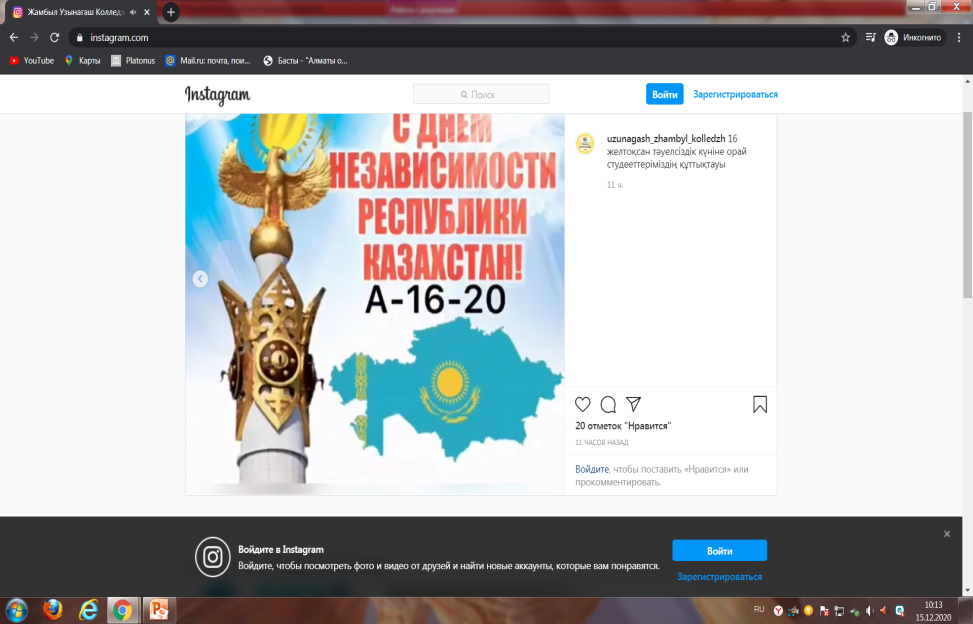 Жамбыл Узынагаш Коллед
instagram.com
Инкогнито
YouTube
Карты
Platonus
Mail.ru: почта, пои...
Басты - "Алматы о...
Instagram
Поиск
Войти
Зарегистрироваться
С ДНЕМ
НЕЗАВИСИМОСТИ
РЕСПУБЛИКИ
КАЗАХСТАН!
А-16-20
uzunagash_zhambyl_kolledzh 16
желтоқсан тәуелсіздік күніне орай
студееттеріміздің құттықтауы
11 ч.
20 отметок "Нравится"
11 ЧАСОВ НАЗАД
Войдите, чтобы поставить «Нравится» или
прокомментировать.
Войдите в Instagram
Войдите, чтобы посмотреть фото и видео от друзей и найти новые аккаунты, которые вам понравятся.
Войти
Зарегистрироваться
RU
10:13
15.12.2020